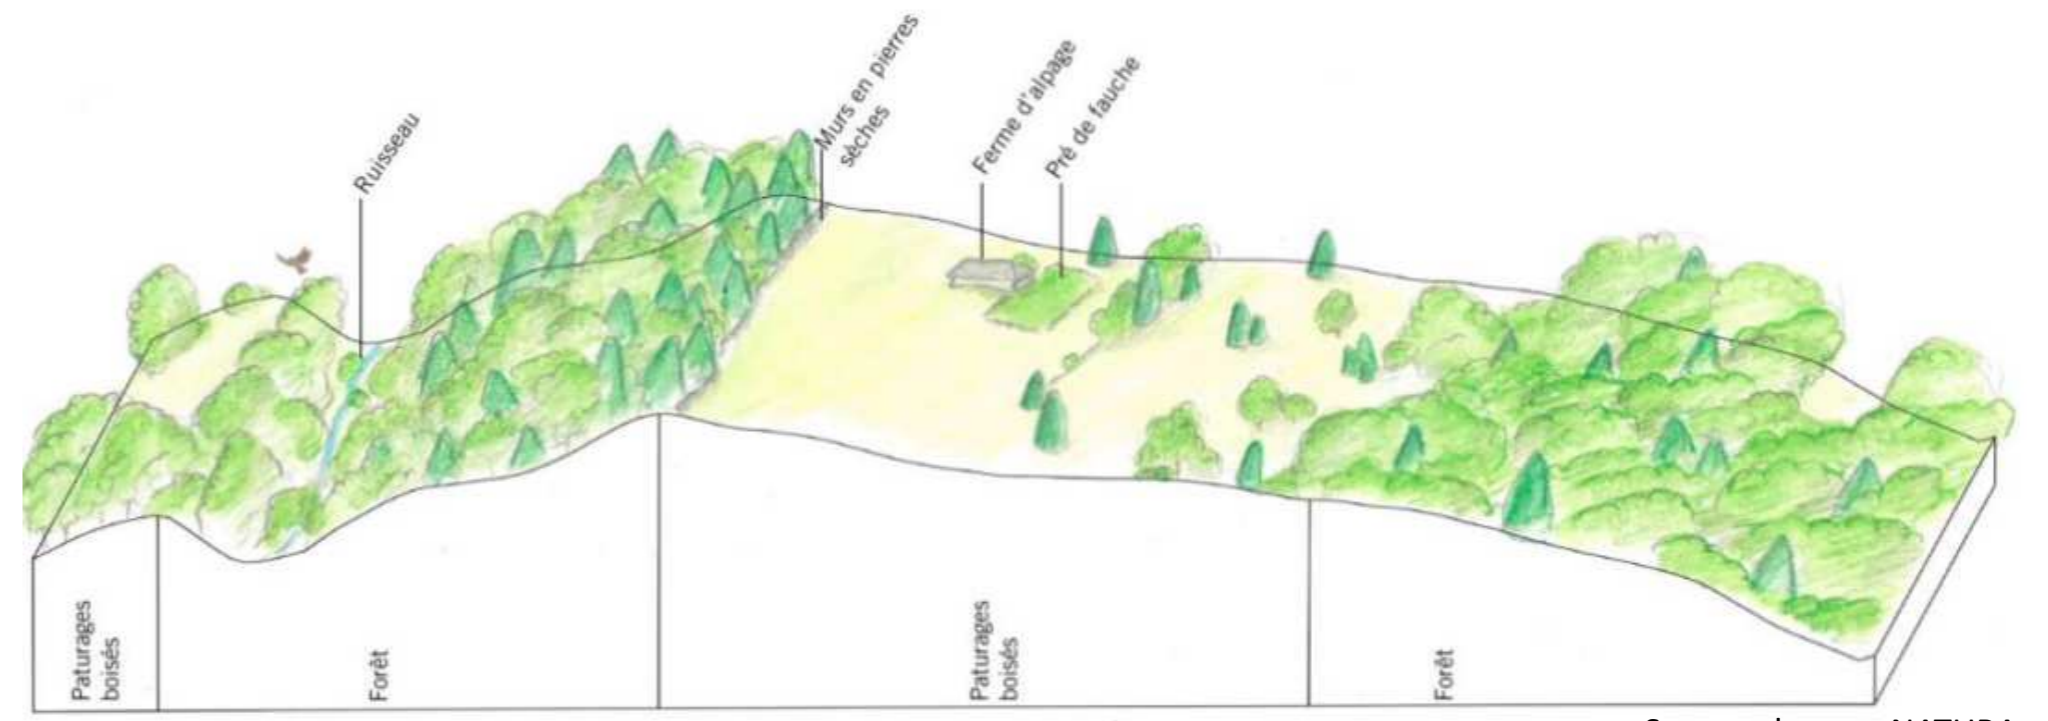 Ruisseau
Murs en pierres
sèches
Ferme d'alpage
Pré de fauche
Paturages
boisés
Forêt
Paturages
boisés
Forêt